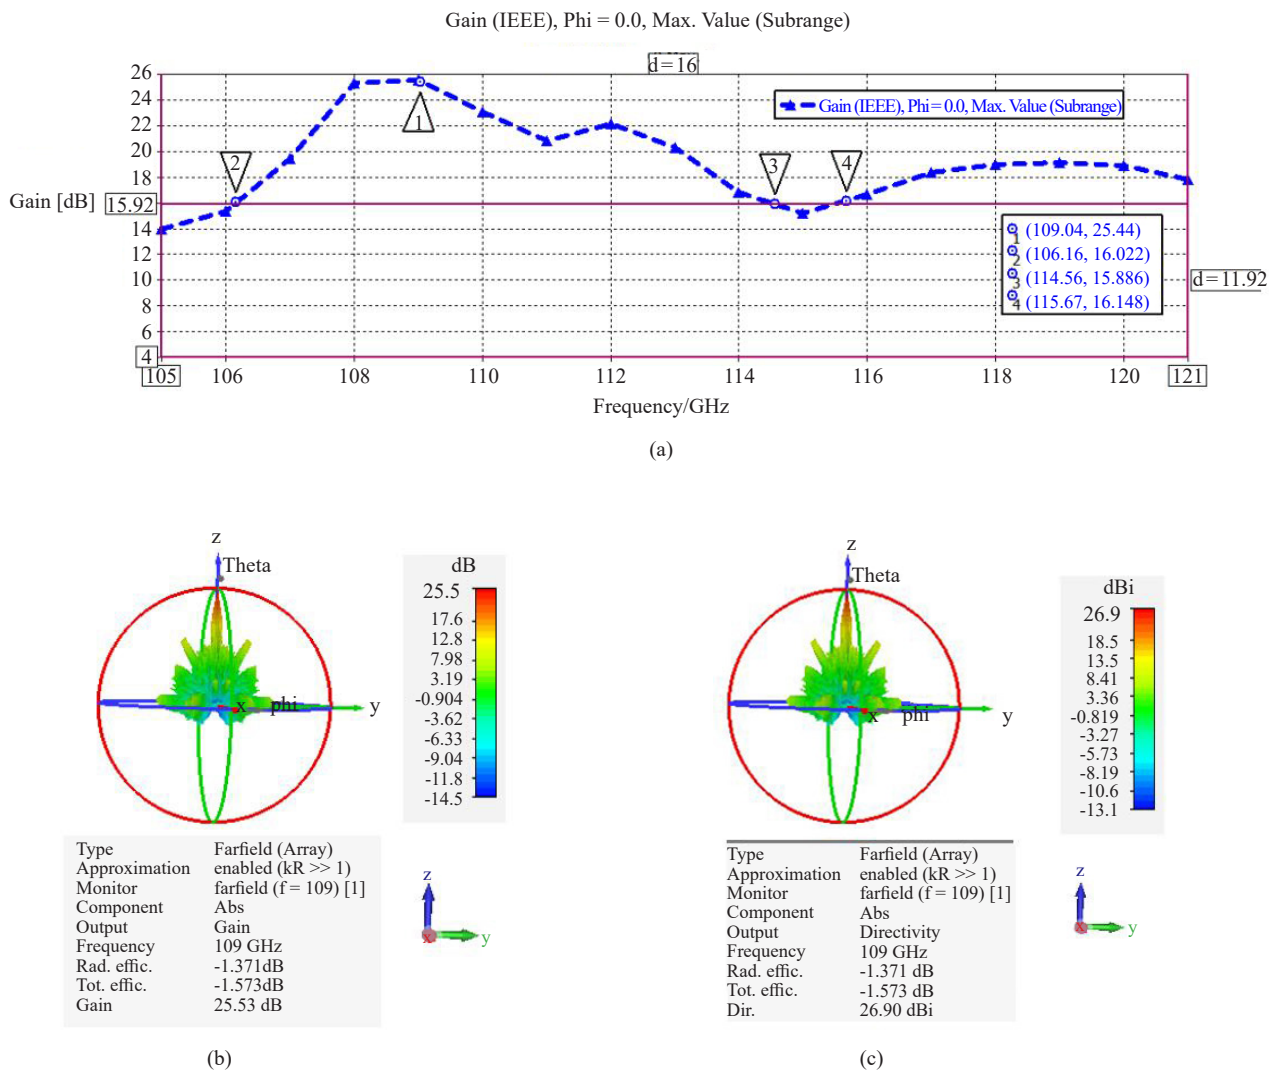 Gain (IEEE), Phi = 0.0, Max. Value (Subrange)
d=16
26
24
22
20
18
15.92
14
12
10
8
6
4
Gain [dB]
Gain (IEEE), Phi = 0.0, Max. Value (Subrange)
1
2
3
4
1 (109.04, 25.44)
2 (106.16, 16.022)
3 (114.56, 15.886)
4 (115.67, 16.148)
d=11.92
105 106 108 110 112 114 116 118 120 121
Frequency/GHz
(a)
z
Theta
x phi y
dB
25.5
17.6
12.8
7.98
3.19
-0.904
-3.62
-6.33
-9.04
-11.8
-14.5
Type Farfield (Array)
Approximation enabled (kR >> 1)
Monitor farfield (f = 109) [1]
Component Abs
Output Gain
Frequency 109 GHz
Rad. effic. -1.371dB
Tot. effic. -1.573dB
Gain 25.53 dB
z
x y
(b)
z
Theta
x phi y
dBi
26.9
18.5
13.5
8.41
3.36
-0.819
-3.27
-5.73
-8.19
-10.6
-13.1
Type Farfield (Array)
Approximation enabled (kR >> 1)
Monitor farfield (f = 109) [1]
Component Abs
Output Directivity
Frequency 109 GHz
Rad. effic. -1.371 dB
Tot. effic. -1.573 dB
Dir. 26.90 dBi
z
x y
(c)